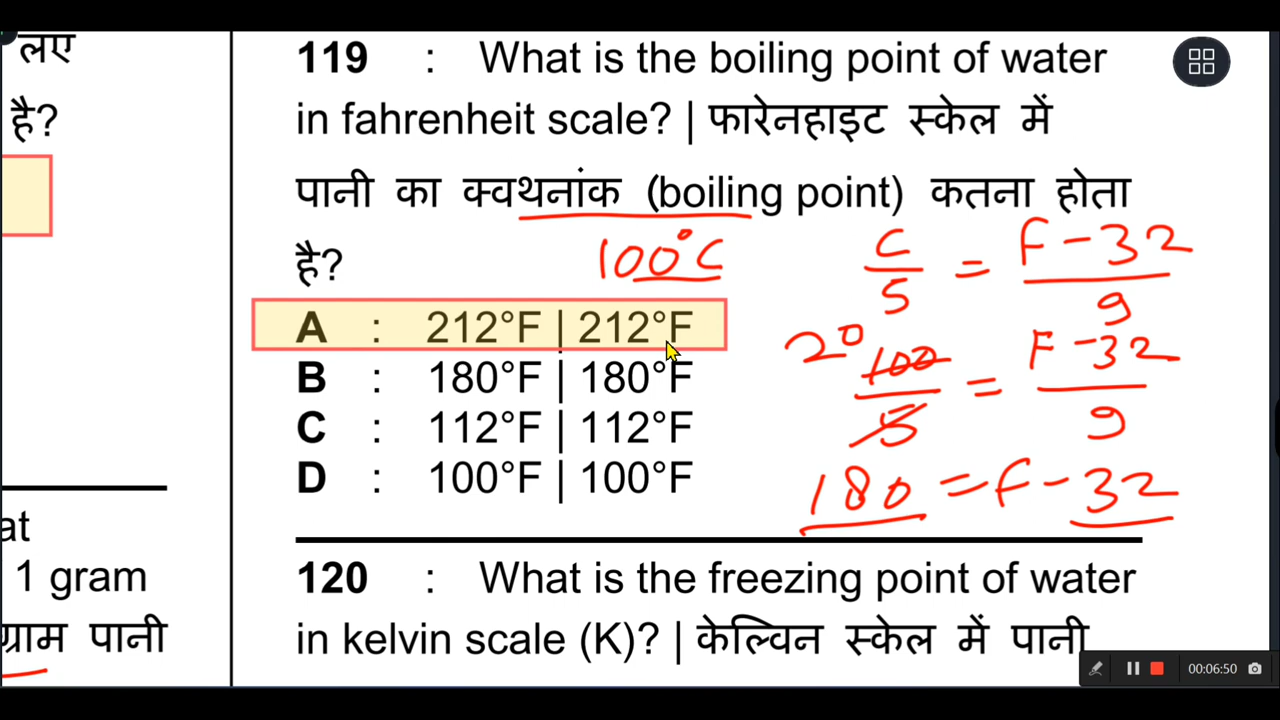 लए
है?
at
1 gram
ग्राम पानी
119 : What is the boiling point of water
in fahrenheit scale? | फारेनहाइट स्केल में
पानी का क्वथनांक (boiling point) कतना होता
है?
100°C
A : 212°F | 212°F
B : 180°F | 180°F
C : 112°F | 112°F
D : 100°F | 100°F
C/5 = F-32/9
20 100/5 = F-32/9
180 = F-32
120 : What is the freezing point of water
in kelvin scale (K)? | केल्विन स्केल में पानी
00:06:50